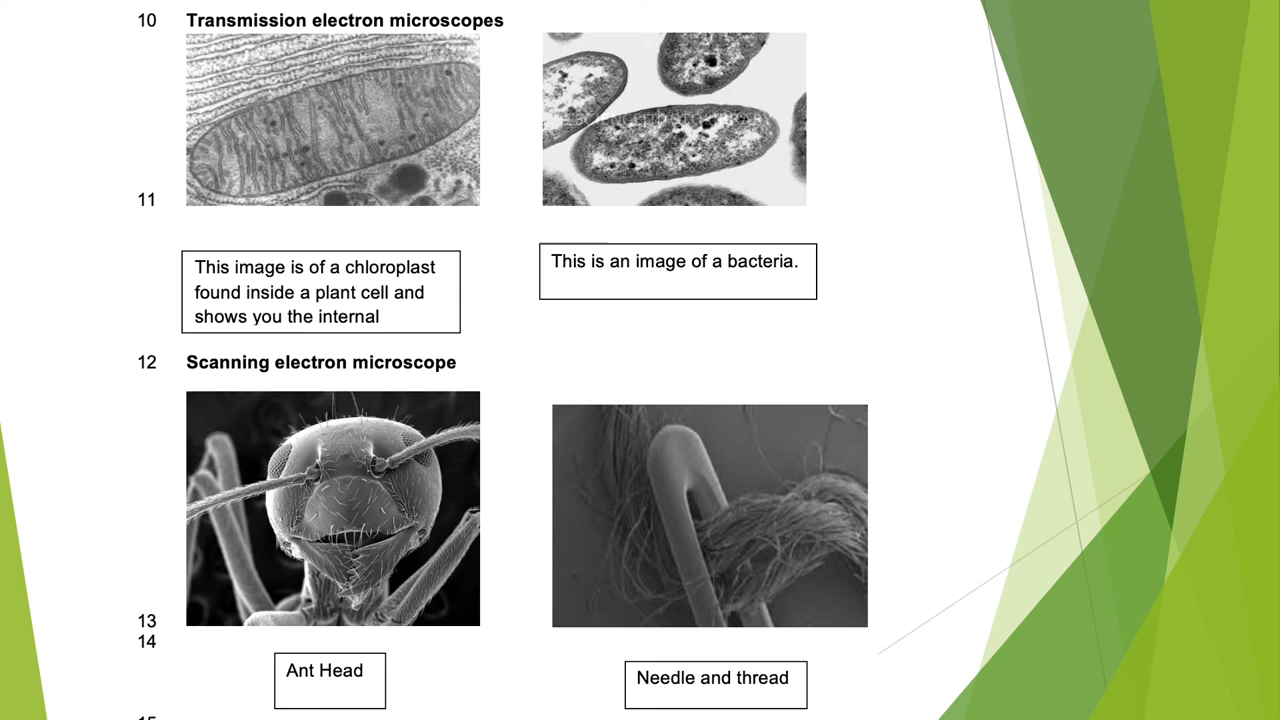 10 Transmission electron microscopes
11
This image is of a chloroplast
found inside a plant cell and
shows you the internal
This is an image of a bacteria.
12 Scanning electron microscope
13
14
Ant Head
Needle and thread